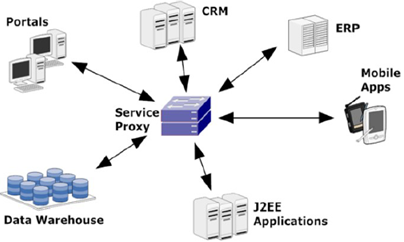 CRM
Portals
ERP
Mobile
Apps
Service
Proxy
Data Warehouse
J2EE
Applications